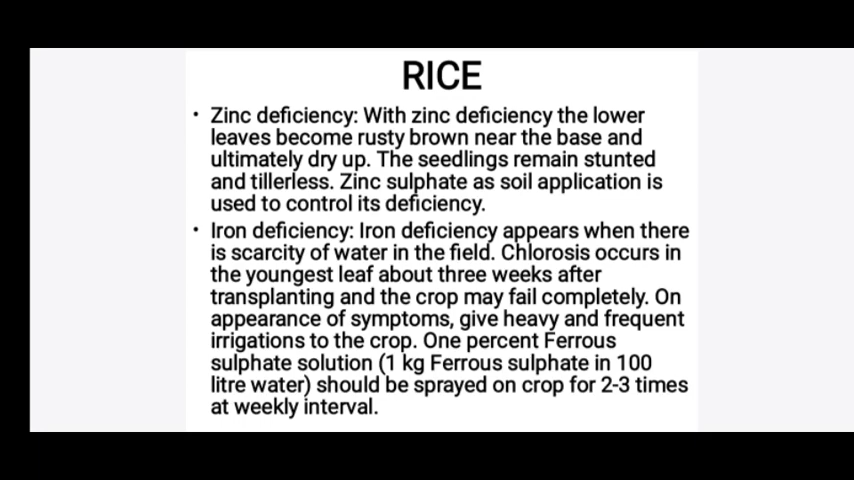 RICE
• Zinc deficiency: With zinc deficiency the lower
leaves become rusty brown near the base and
ultimately dry up. The seedlings remain stunted
and tillerless. Zinc sulphate as soil application is
used to control its deficiency.
• Iron deficiency: Iron deficiency appears when there
is scarcity of water in the field. Chlorosis occurs in
the youngest leaf about three weeks after
transplanting and the crop may fail completely. On
appearance of symptoms, give heavy and frequent
irrigations to the crop. One percent Ferrous
sulphate solution (1 kg Ferrous sulphate in 100
litre water) should be sprayed on crop for 2-3 times
at weekly interval.